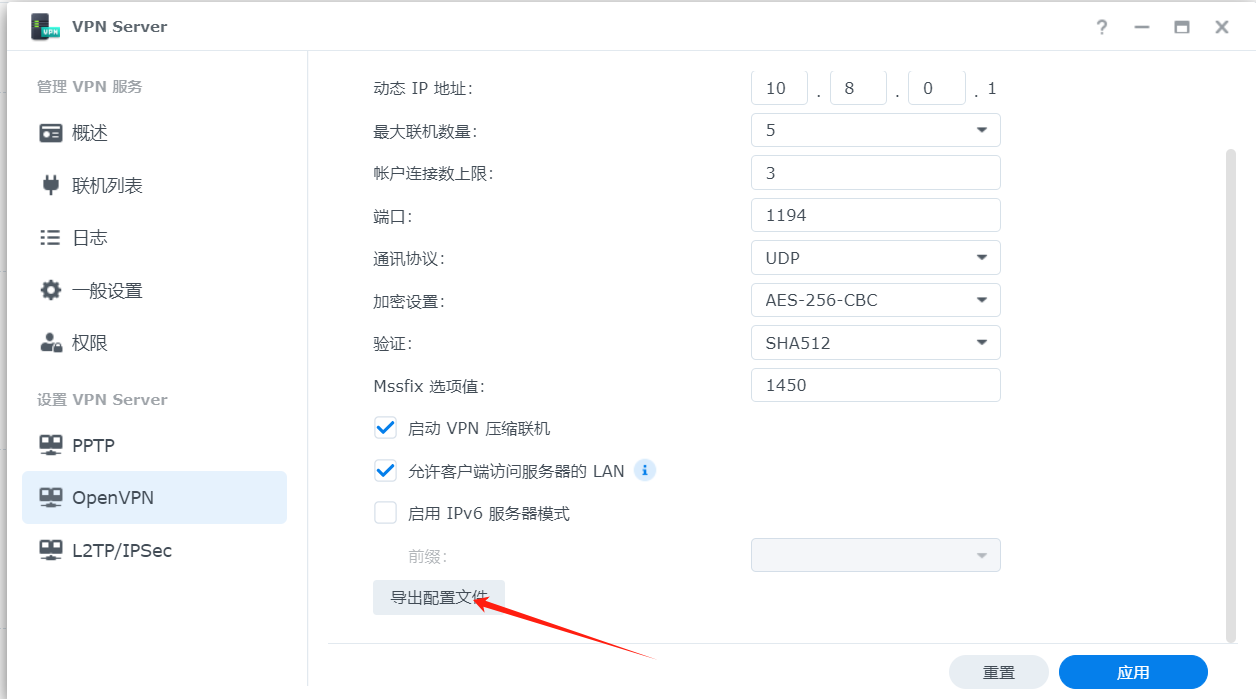 VPN Server
管理 VPN 服务
概述
联机列表
日志
一般设置
权限
设置 VPN Server
PPTP
OpenVPN
L2TP/IPSec
动态 IP 地址: 10 . 8 . 0 . 1
最大联机数量: 5
帐户连接数上限: 3
端口: 1194
通讯协议: UDP
加密设置: AES-256-CBC
验证: SHA512
Mssfix 选项值: 1450
启动 VPN 压缩联机
允许客户端访问服务器的 LAN
启用 IPv6 服务器模式
前缀:
导出配置文件
重置 应用